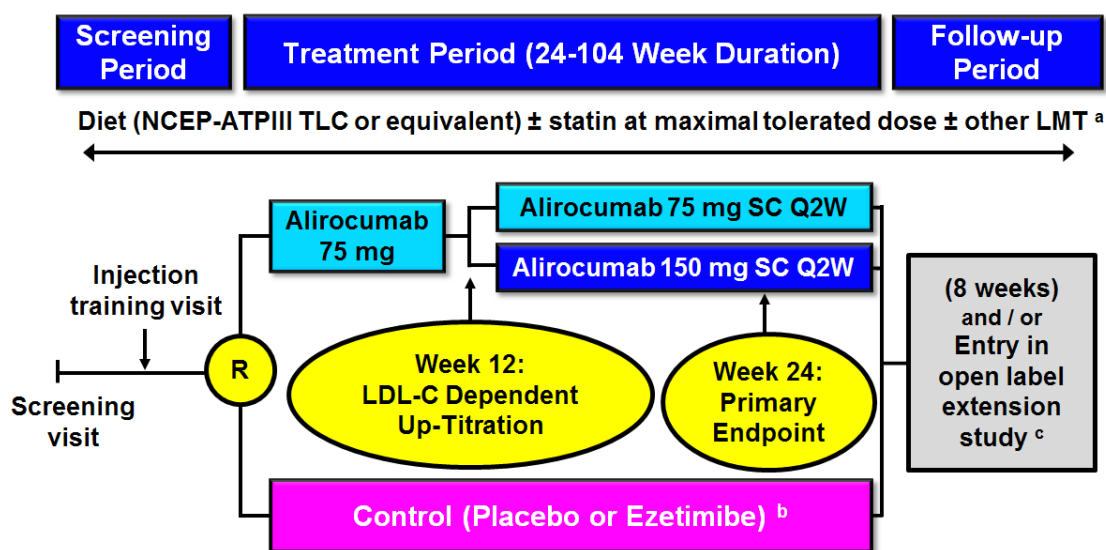 Screening
Period
Treatment Period (24-104 Week Duration)
Follow-up
Period
Diet (NCEP-ATPIII TLC or equivalent) ± statin at maximal tolerated dose ± other LMT a
Alirocumab
75 mg
Alirocumab 75 mg SC Q2W
Alirocumab 150 mg SC Q2W
Injection
training visit
R
Screening
visit
Week 12:
LDL-C Dependent
Up-Titration
Week 24:
Primary
Endpoint
(8 weeks)
and / or
Entry in
open label
extension
study c
Control (Placebo or Ezetimibe) b